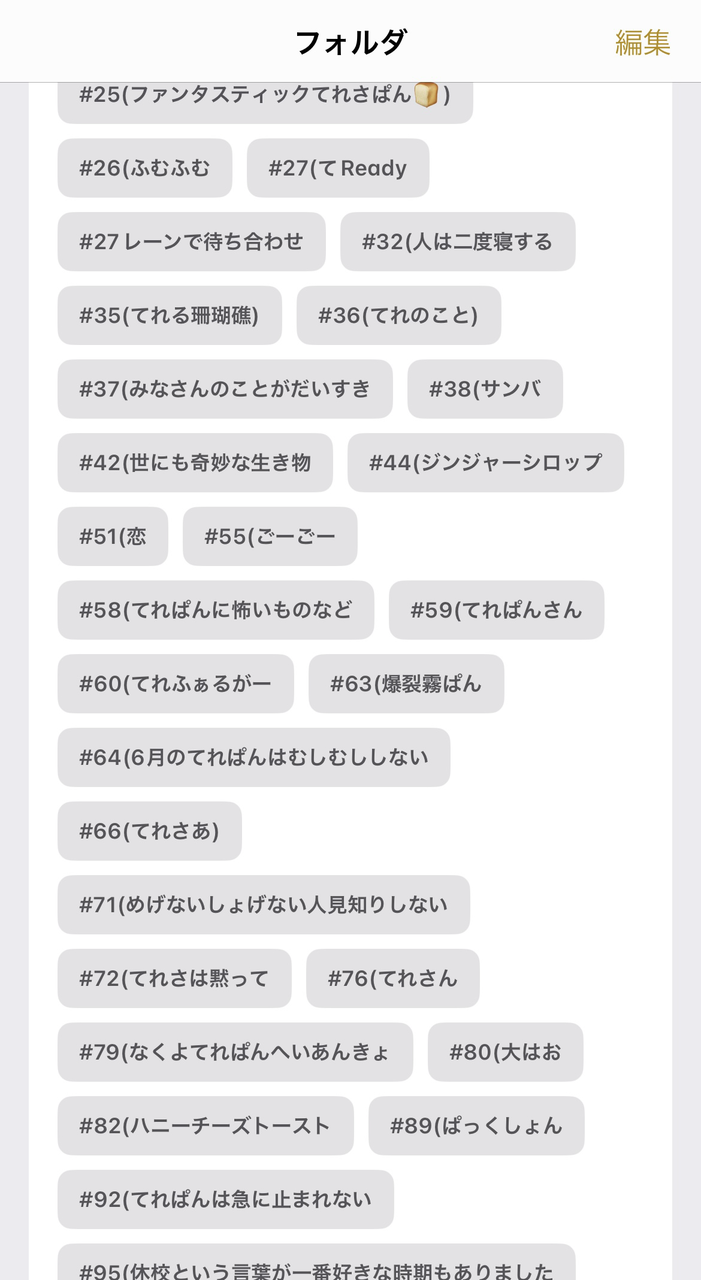 フォルダ
編集
#25(ファンタスティックてれさぱん🍞)
#26(ふむふむ #27(てReady
#27レーンで待ち合わせ #32(人は二度寝する
#35(てれる珊瑚礁) #36(てれのこと)
#37(みなさんのことがだいすき #38(サンバ
#42(世にも奇妙な生き物 #44(ジンジャーシロップ
#51(恋 #55(ごーごー
#58(てれぱんに怖いものなど #59(てれぱんさん
#60(てれふぁるがー #63(爆裂霧ぱん
#64(6月のてれぱんはむしむししない
#66(てれさあ)
#71(めげないしょげない人見知りしない
#72(てれさは黙って #76(てれさん
#79(なくよてれぱんへいあんきょ #80(大はお
#82(ハニーチーズトースト #89(ぱっくしょん
#92(てれぱんは急に止まれない
#95(休校という言葉が一番好きな時期もありました